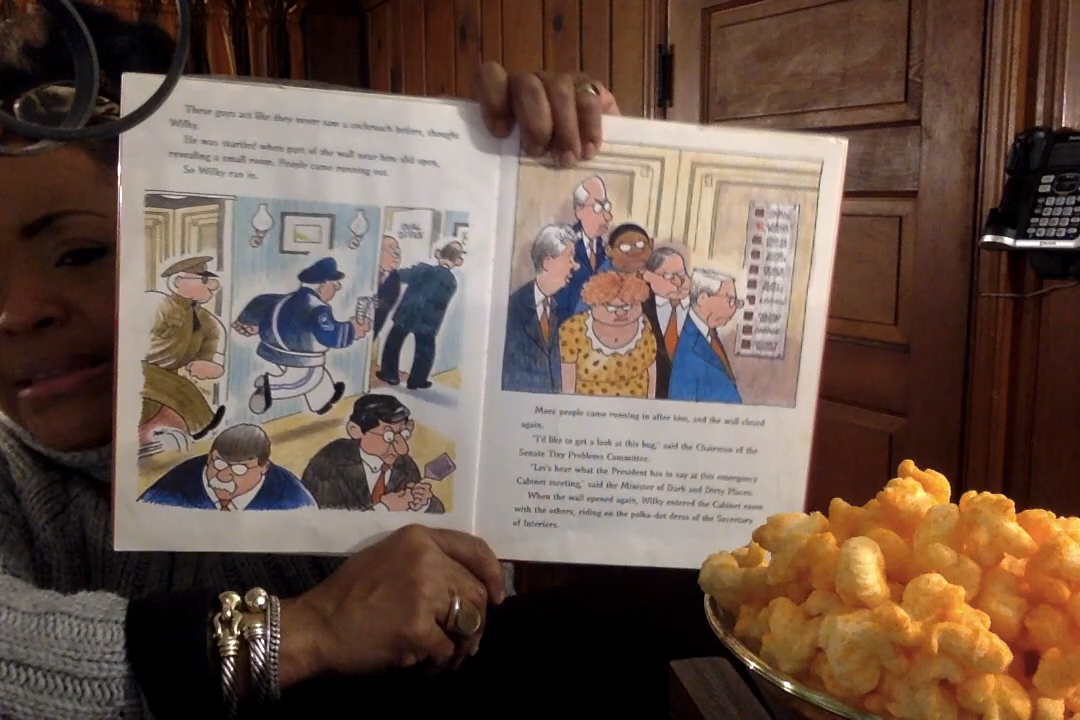 These guys act like they never saw a cockroach before, thought
Wilky.
He was startled when part of the wall near him slid open,
revealing a small room. People came running out.
So Wilky ran in.
OVAL
OFFICE
More people came running in after him, and the wall closed
again.
"I'd like to get a look at this bug," said the Chairman of the
Senate Tiny Problems Committee.
"Let's hear what the President has to say at this emergency
Cabinet meeting," said the Minister of Dark and Dirty Places.
When the wall opened again, Wilky entered the Cabinet room
with the others, riding on the polka-dot dress of the Secretary
of Interiors.